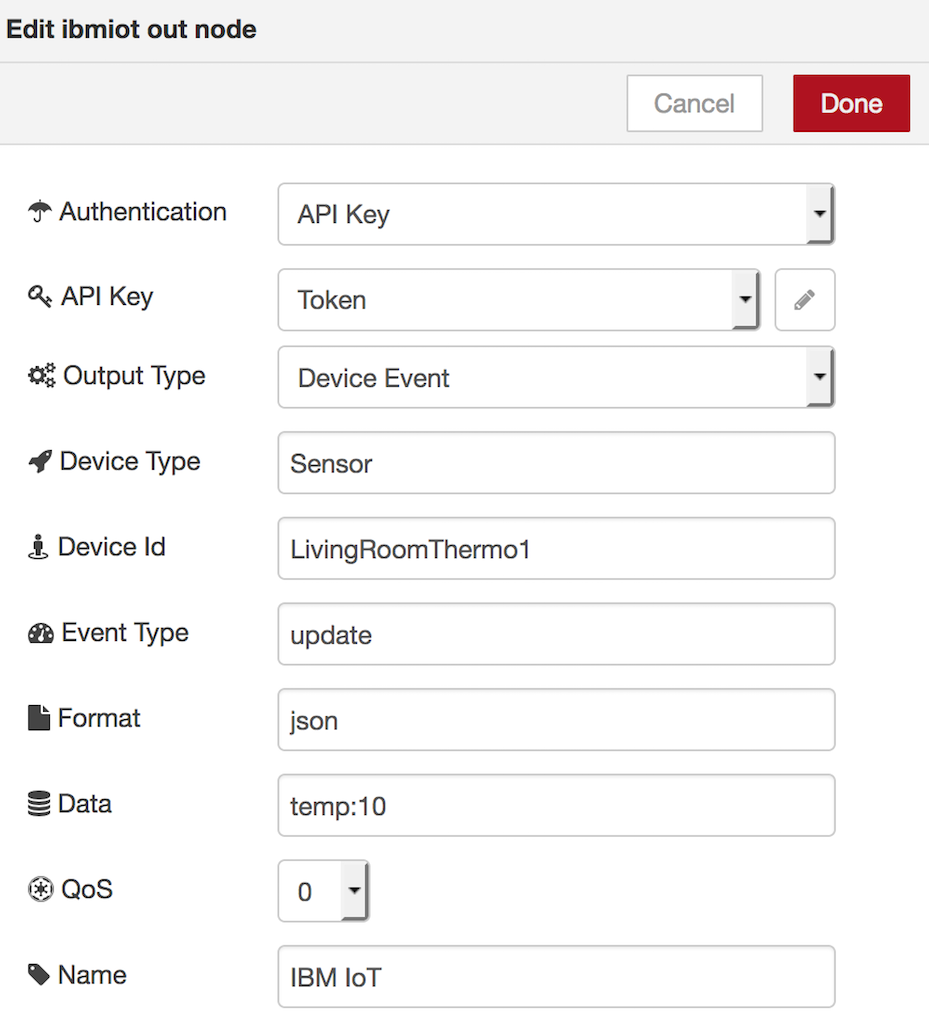 Edit ibmiot out node
Cancel Done
Authentication API Key
API Key Token
Output Type Device Event
Device Type Sensor
Device Id LivingRoomThermo1
Event Type update
Format json
Data temp:10
QoS 0
Name IBM IoT